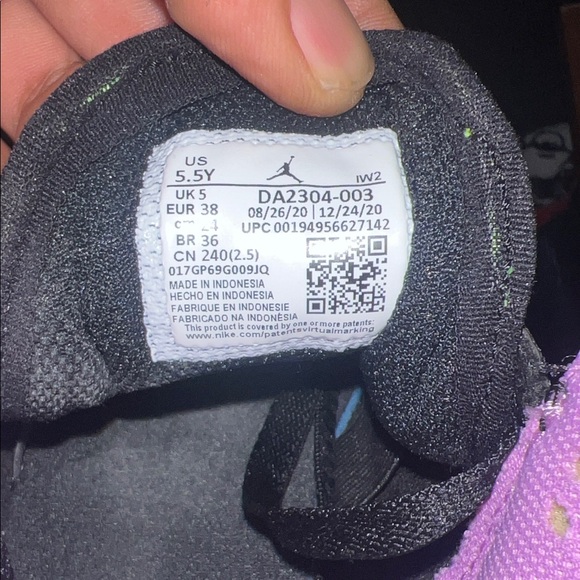 US
5.5Y
IW2
UK 5
DA2304-003
EUR 38
08/26/20 | 12/24/20
UPC 00194956627142
BR 36
CN 240(2.5)
017GP69G009JQ
MADE IN INDONESIA
HECHO EN INDONESIA
FABRIQUÉ EN INDONESIE
FABRICADO NA INDONÉSIA
This product is covered by one or more patents:
www.nike.com/patentsvirtualmarking